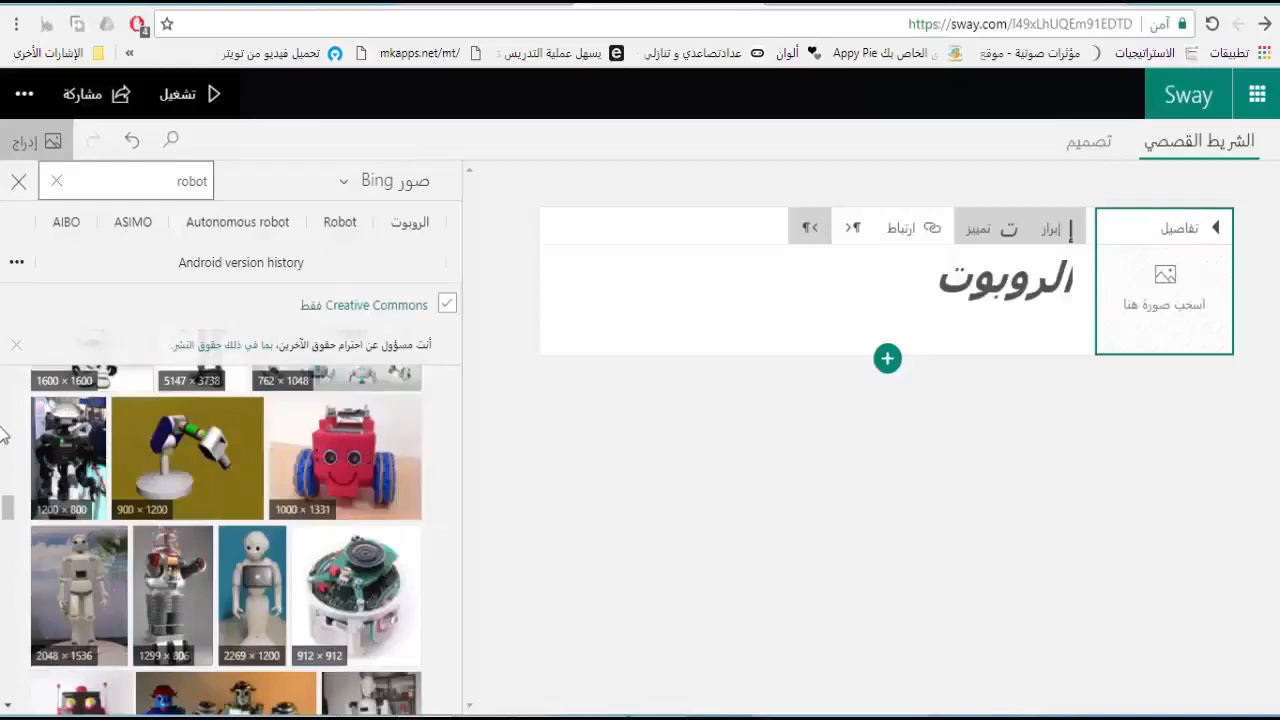 https://sway.com/l49xLhUQEm91EDTD آمن
4
تطبيقات الاستراتيجيات مؤثرات صوتية - موقع Appy Pie الخاص بك ألوان عدادتصاعدي و تنازلي يسهل عملية التدريس mkapps.net/mt/ تحميل فيديو من تويتر » الإشارات الأخرى
Sway تشغيل مشاركة •••
الشريط القصصي تصميم إدراج
صور Bing robot
الروبوت Robot Autonomous robot ASIMO AIBO
Android version history •••
Creative Commons فقط
أنت مسؤول عن احترام حقوق الآخرين، بما في ذلك حقوق النشر.
تفاصيل
اسحب صورة هنا
إ إبراز ت تمييز ارتباط
الروبوت
1600 × 1600 5147 × 3738 762 × 1048
1200 × 800 900 × 1200 1000 × 1331
2048 × 1536 1299 × 806 2269 × 1200 912 × 912